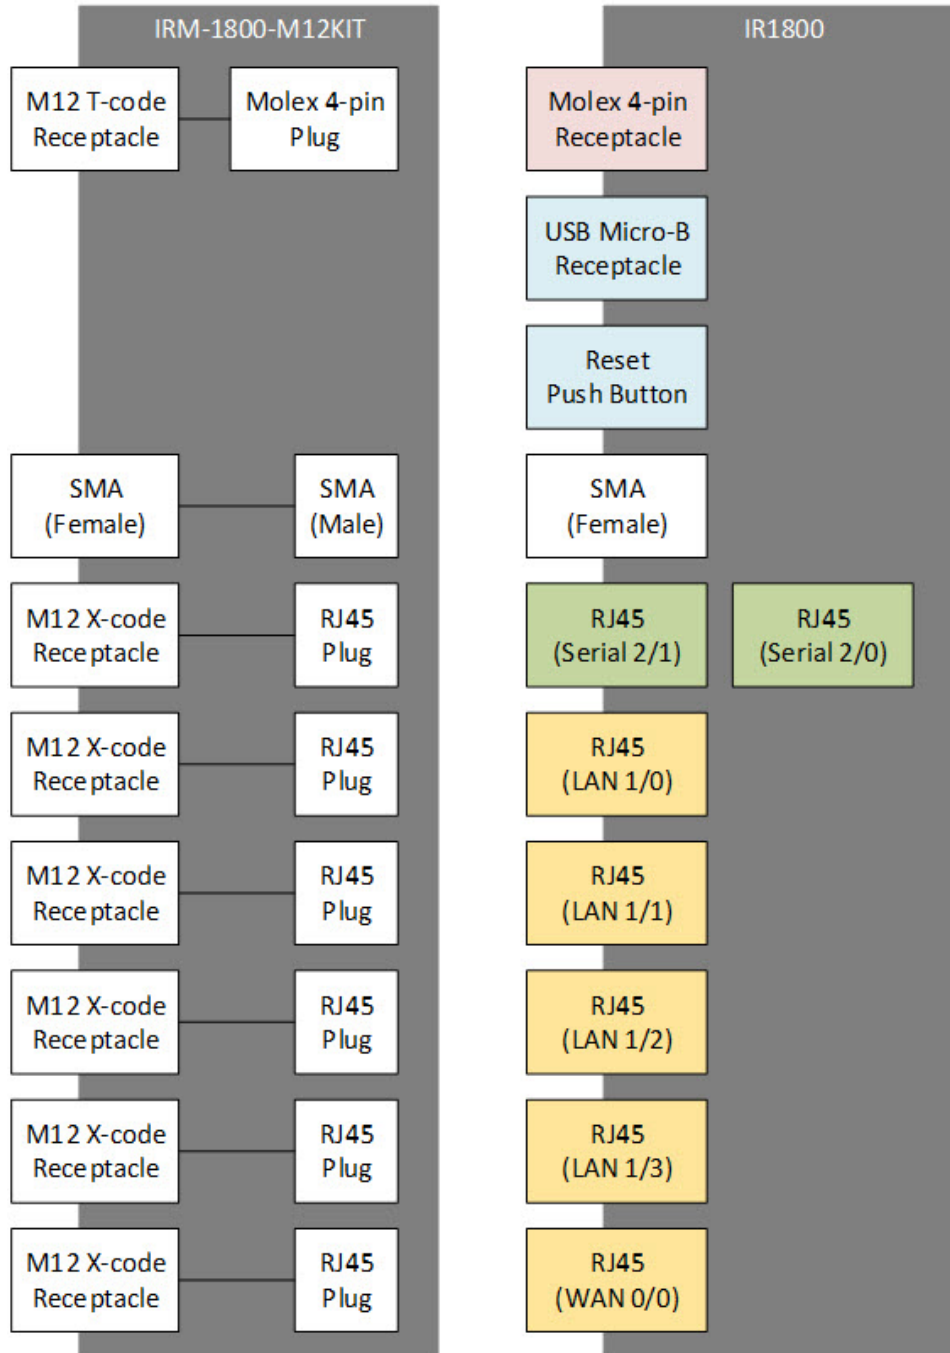 IRM-1800-M12KIT
M12 T-code
Receptacle
Molex 4-pin
Plug
SMA
(Female)
SMA
(Male)
M12 X-code
Receptacle
RJ45
Plug
M12 X-code
Receptacle
RJ45
Plug
M12 X-code
Receptacle
RJ45
Plug
M12 X-code
Receptacle
RJ45
Plug
M12 X-code
Receptacle
RJ45
Plug
M12 X-code
Receptacle
RJ45
Plug
IR1800
Molex 4-pin
Receptacle
USB Micro-B
Receptacle
Reset
Push Button
SMA
(Female)
RJ45
(Serial 2/1)
RJ45
(Serial 2/0)
RJ45
(LAN 1/0)
RJ45
(LAN 1/1)
RJ45
(LAN 1/2)
RJ45
(LAN 1/3)
RJ45
(WAN 0/0)